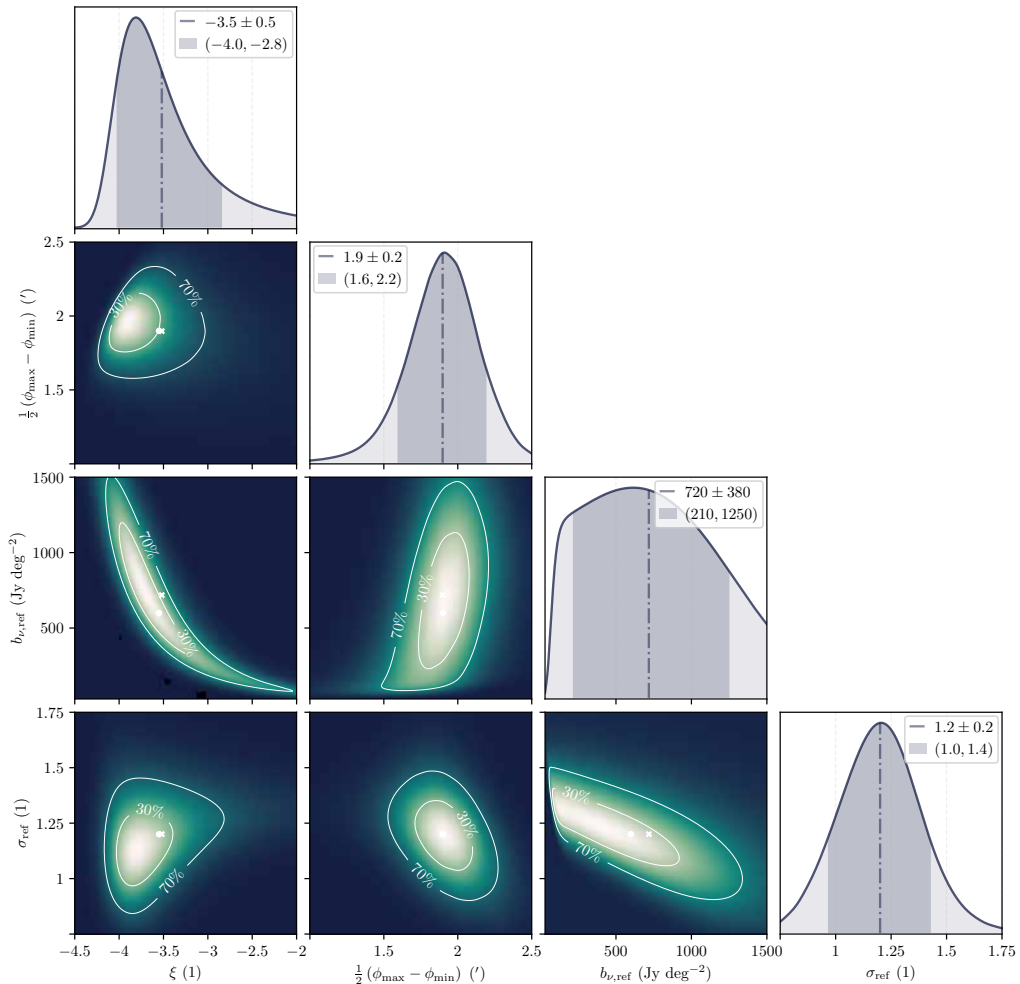 −3.5 ± 0.5
(−4.0, −2.8)
2.5
2
1.5
½ (ϕmax − ϕmin) (′)
30%
70%
1.9 ± 0.2
(1.6, 2.2)
1500
1000
500
bν,ref (Jy deg⁻²)
70%
30%
30%
70%
720 ± 380
(210, 1250)
1.75
1.5
1.25
1
σref (1)
30%
70%
30%
70%
30%
70%
1.2 ± 0.2
(1.0, 1.4)
−4.5 −4 −3.5 −3 −2.5 −2
ξ (1)
1.5 2 2.5
½ (ϕmax − ϕmin) (′)
500 1000 1500
bν,ref (Jy deg⁻²)
1 1.5 1.75
σref (1)